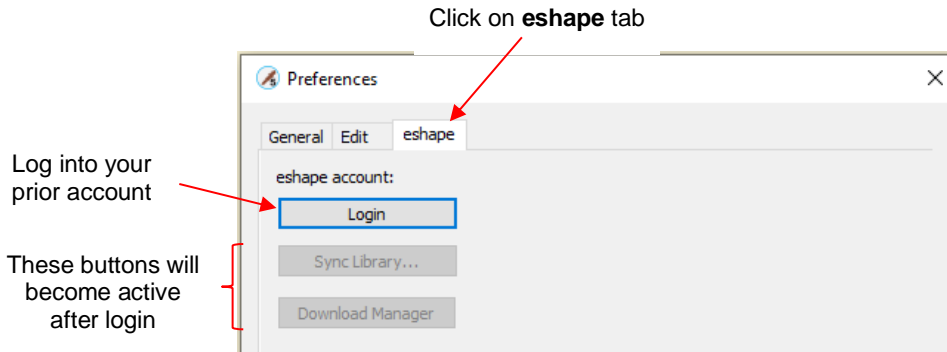 Click on eshape tab
Preferences
General Edit eshape
Log into your
prior account
eshape account:
Login
These buttons will
become active
after login
Sync Library...
Download Manager